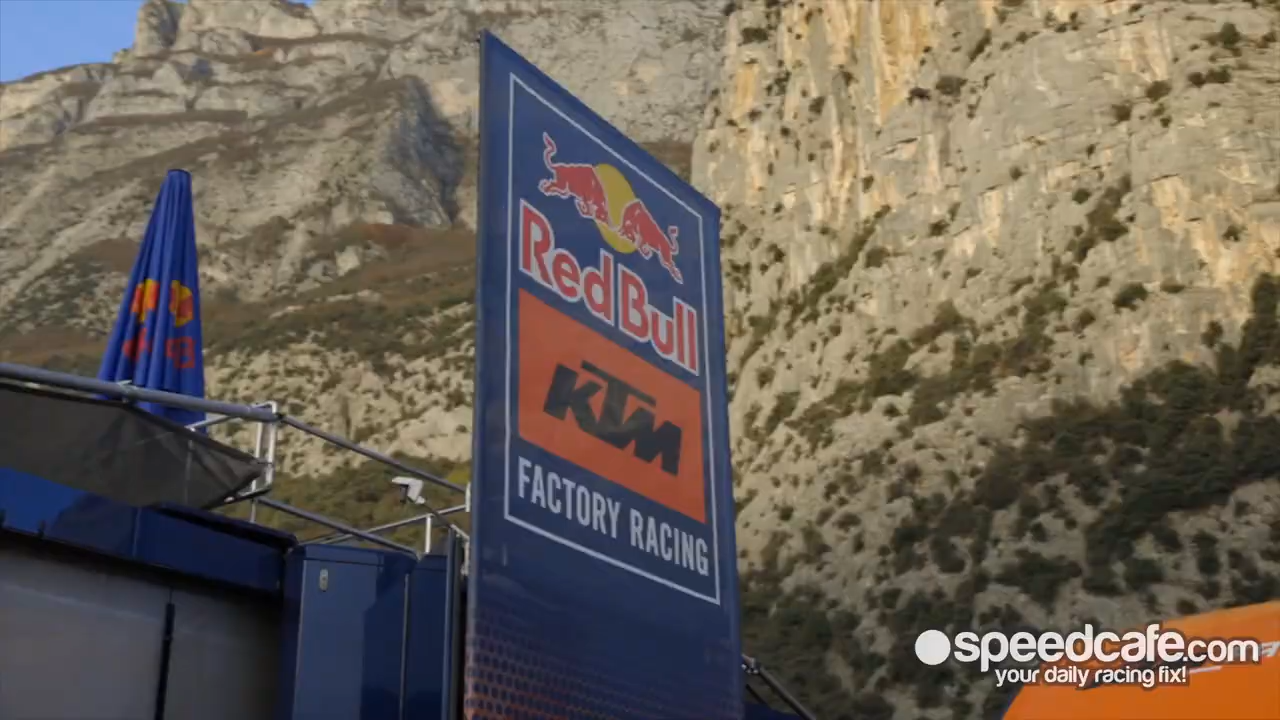 Red Bull
KTM
FACTORY RACING
speedcafe.com
your daily racing fix!